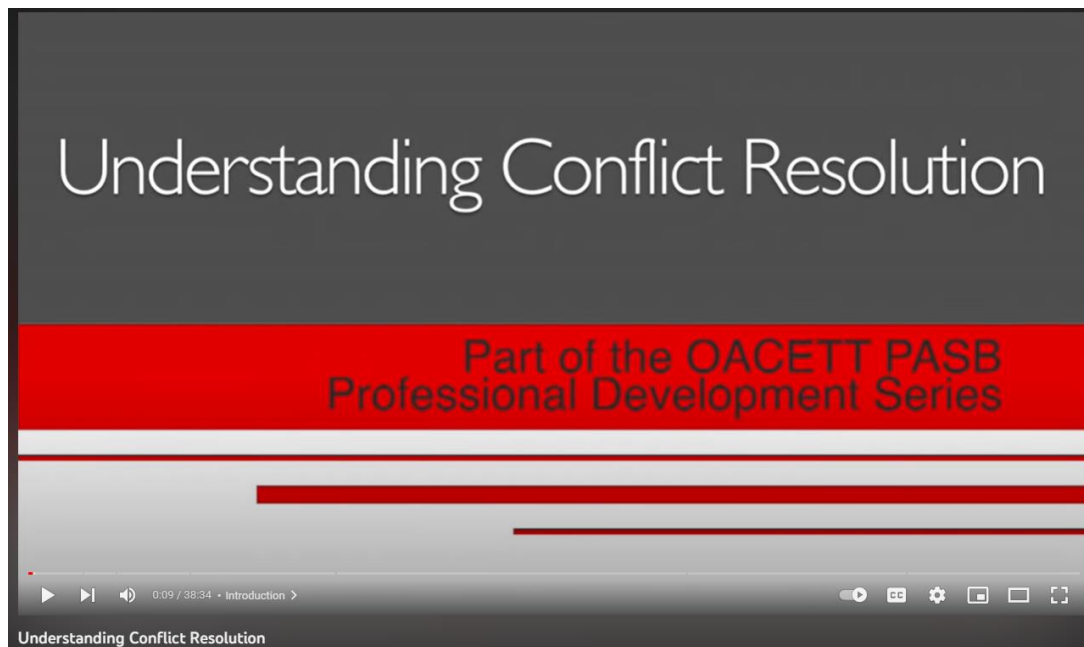 Understanding Conflict Resolution
Part of the OACETT PASB
Professional Development Series
0:09 / 38:34 • Introduction >
CC
Understanding Conflict Resolution